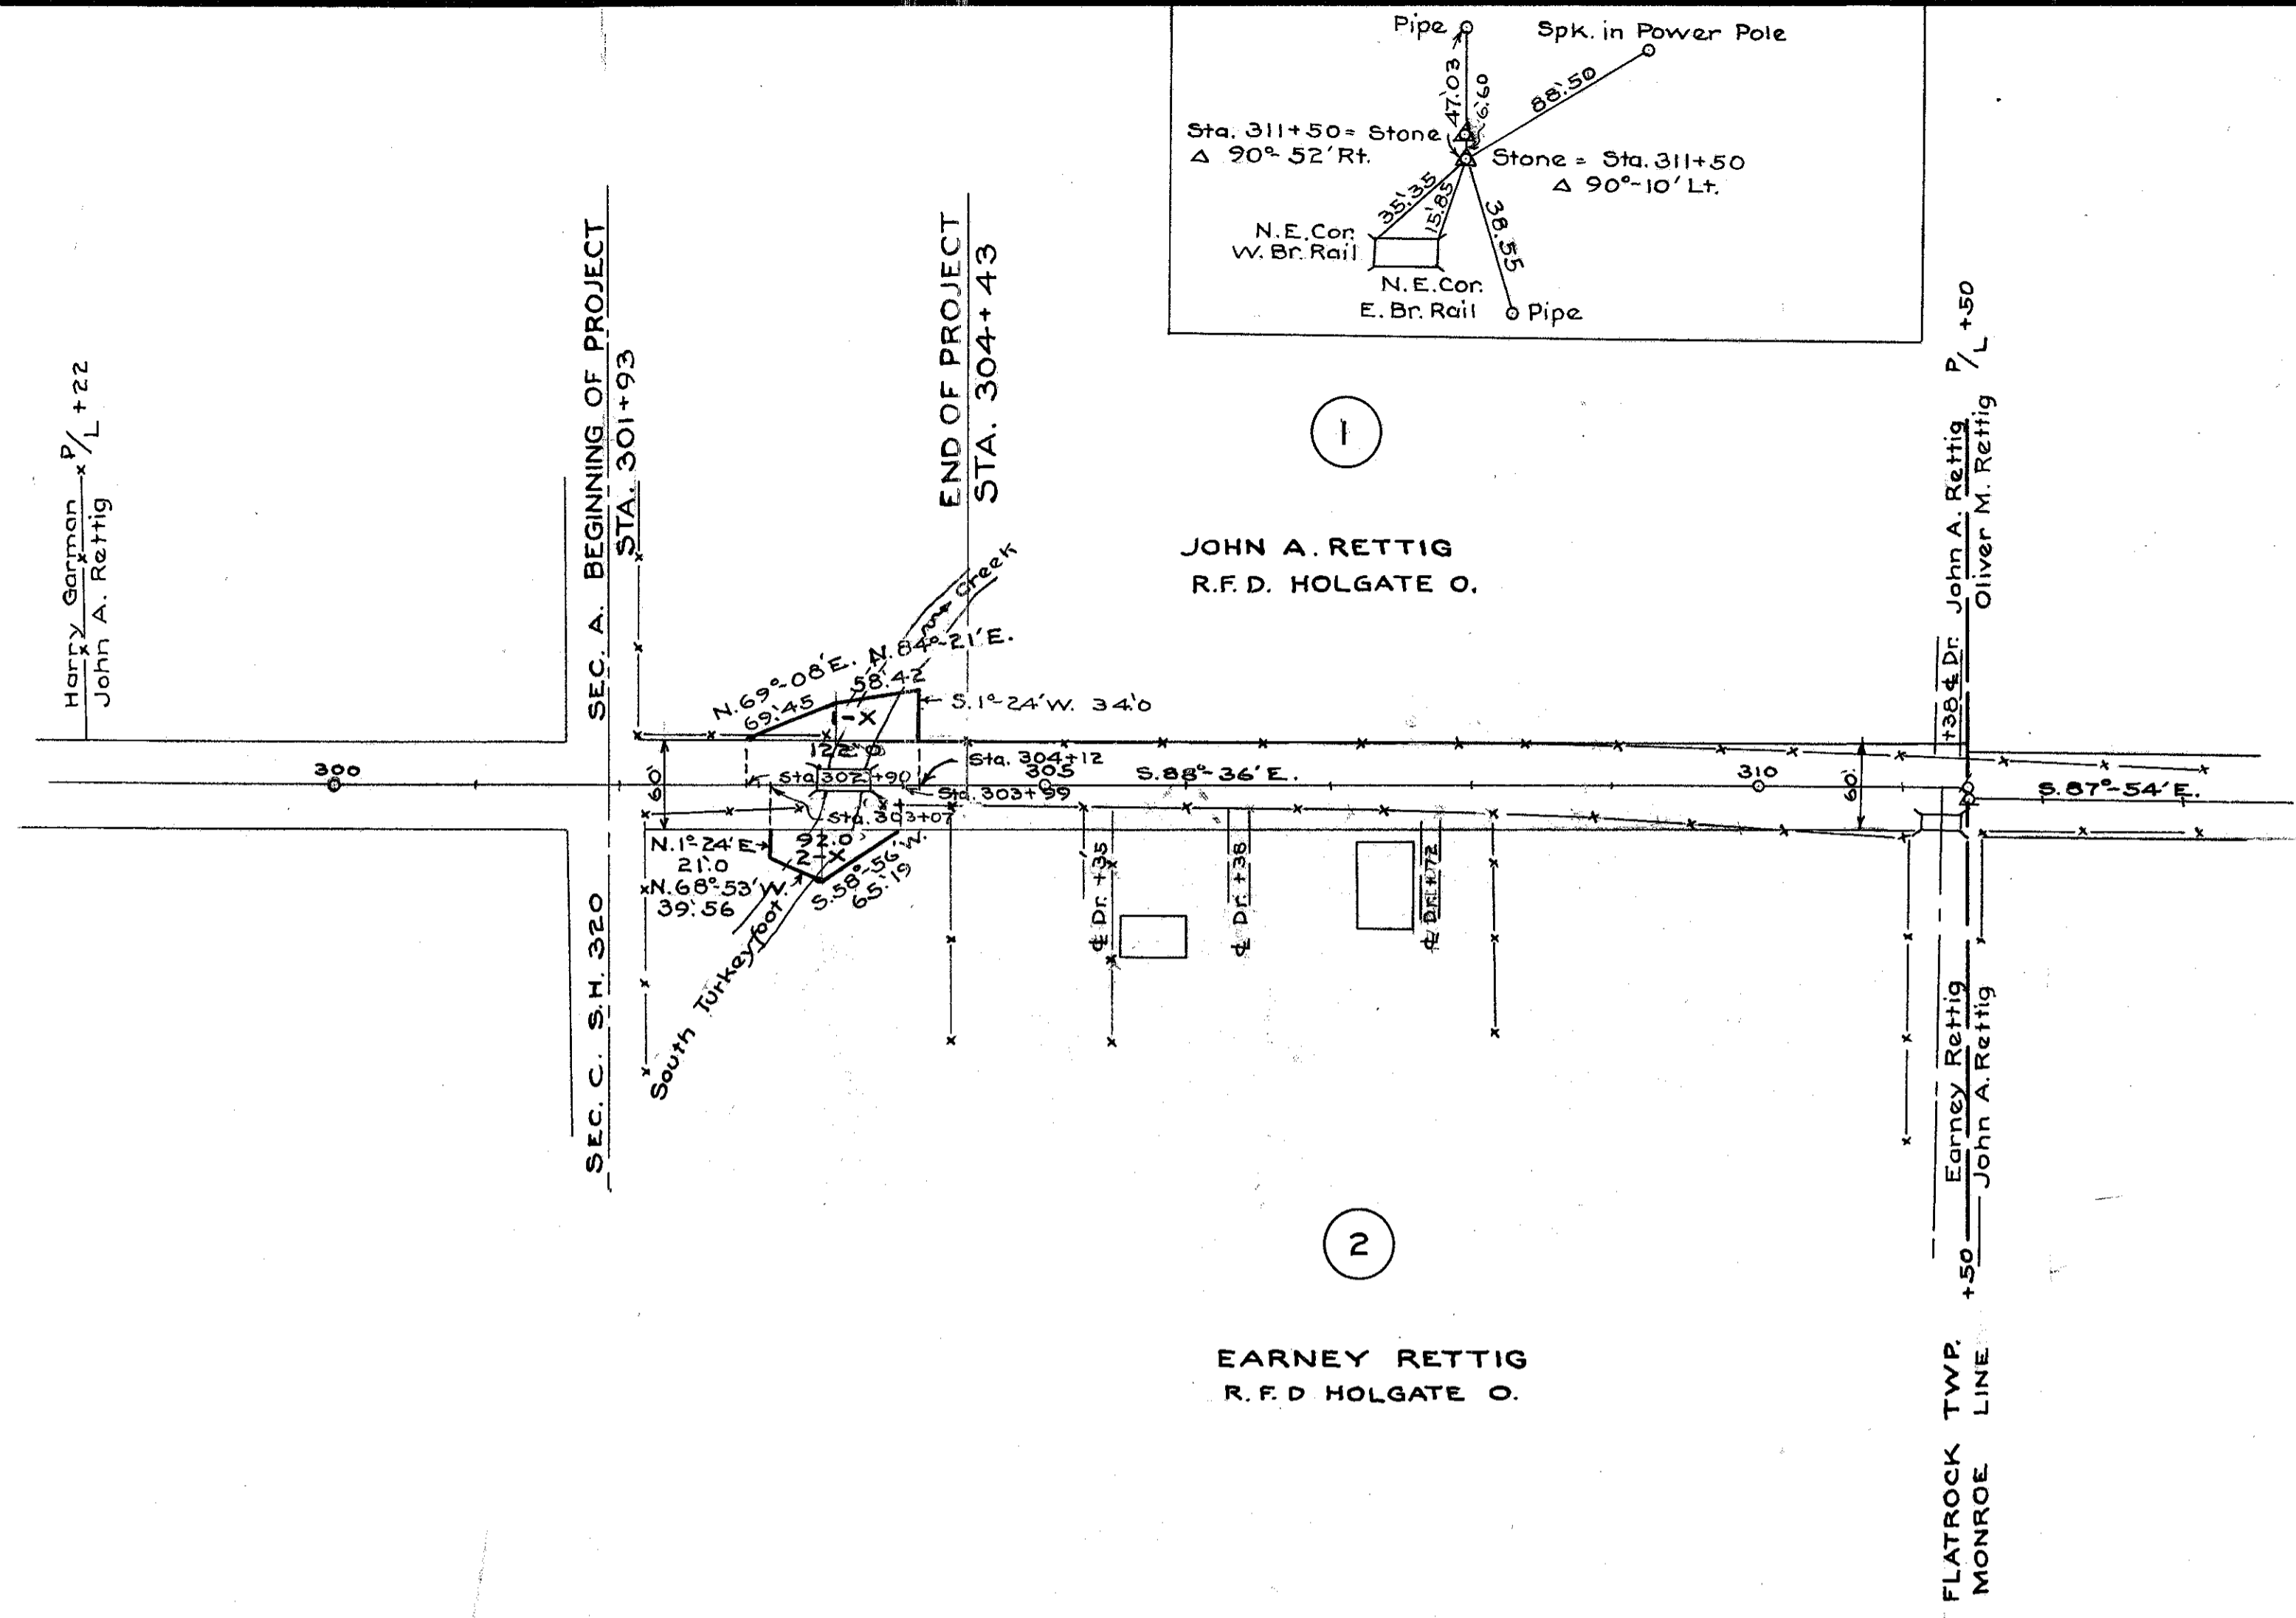 Pipe
Spk. in Power Pole
47.'03
6.'60
88.'50
Sta. 311+50 = Stone
Δ 90°-52' Rt.
Stone = Sta. 311+50
Δ 90°-10' Lt.
35.'35
15.'85
38.'55
N.E. Cor.
W. Br. Rail
N.E. Cor.
E. Br. Rail
Pipe
Harry Garman
John A. Rettig
P/L +22
SEC. A. BEGINNING OF PROJECT
STA. 301+93
END OF PROJECT
STA. 304+43
1
JOHN A. RETTIG
R.F.D. HOLGATE O.
John A. Rettig P/L +50
Oliver M. Rettig
+38 ℄ Dr.
Creek
N. 69°-08' E.
69.'45
N. 84°-21' E.
58.'42
S. 1°-24' W. 34.'0
1-X
122.'0
300
60'
Sta. 302+90
Sta. 304+12
305
S. 88°-36' E.
310
60'
Sta. 303+99
Sta. 303+07
S. 87°-54' E.
N. 1°-24' E
21.'0
92.0'
2-X
N. 68°-53' W.
39.'56
S. 58°-56' W.
65.'19
South Turkeyfoot
SEC. C. S.H. 320
℄ Dr. +35
℄ Dr. +38
℄ Dr. +72
2
EARNEY RETTIG
R.F.D HOLGATE O.
+50 Earney Rettig
John A. Rettig
FLATROCK TWP.
MONROE LINE